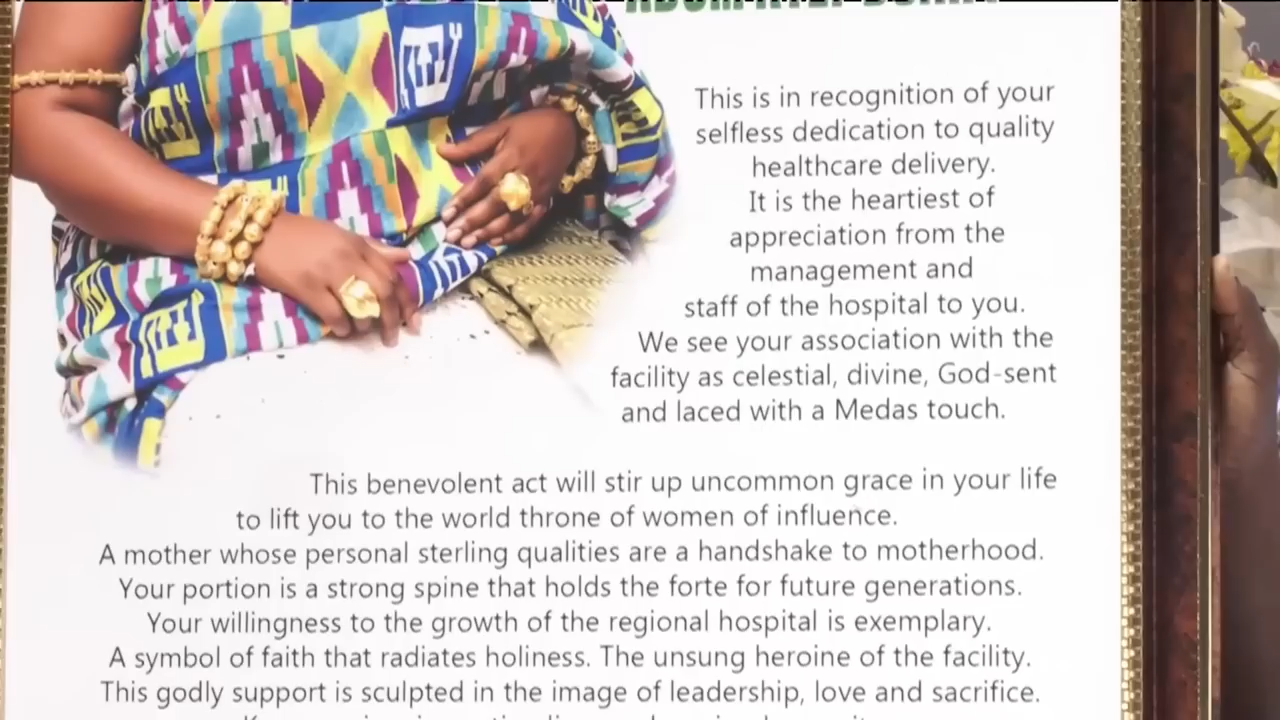 This is in recognition of your
selfless dedication to quality
healthcare delivery.
It is the heartiest of
appreciation from the
management and
staff of the hospital to you.
We see your association with the
facility as celestial, divine, God-sent
and laced with a Medas touch.
This benevolent act will stir up uncommon grace in your life
to lift you to the world throne of women of influence.
A mother whose personal sterling qualities are a handshake to motherhood.
Your portion is a strong spine that holds the forte for future generations.
Your willingness to the growth of the regional hospital is exemplary.
A symbol of faith that radiates holiness. The unsung heroine of the facility.
This godly support is sculpted in the image of leadership, love and sacrifice.